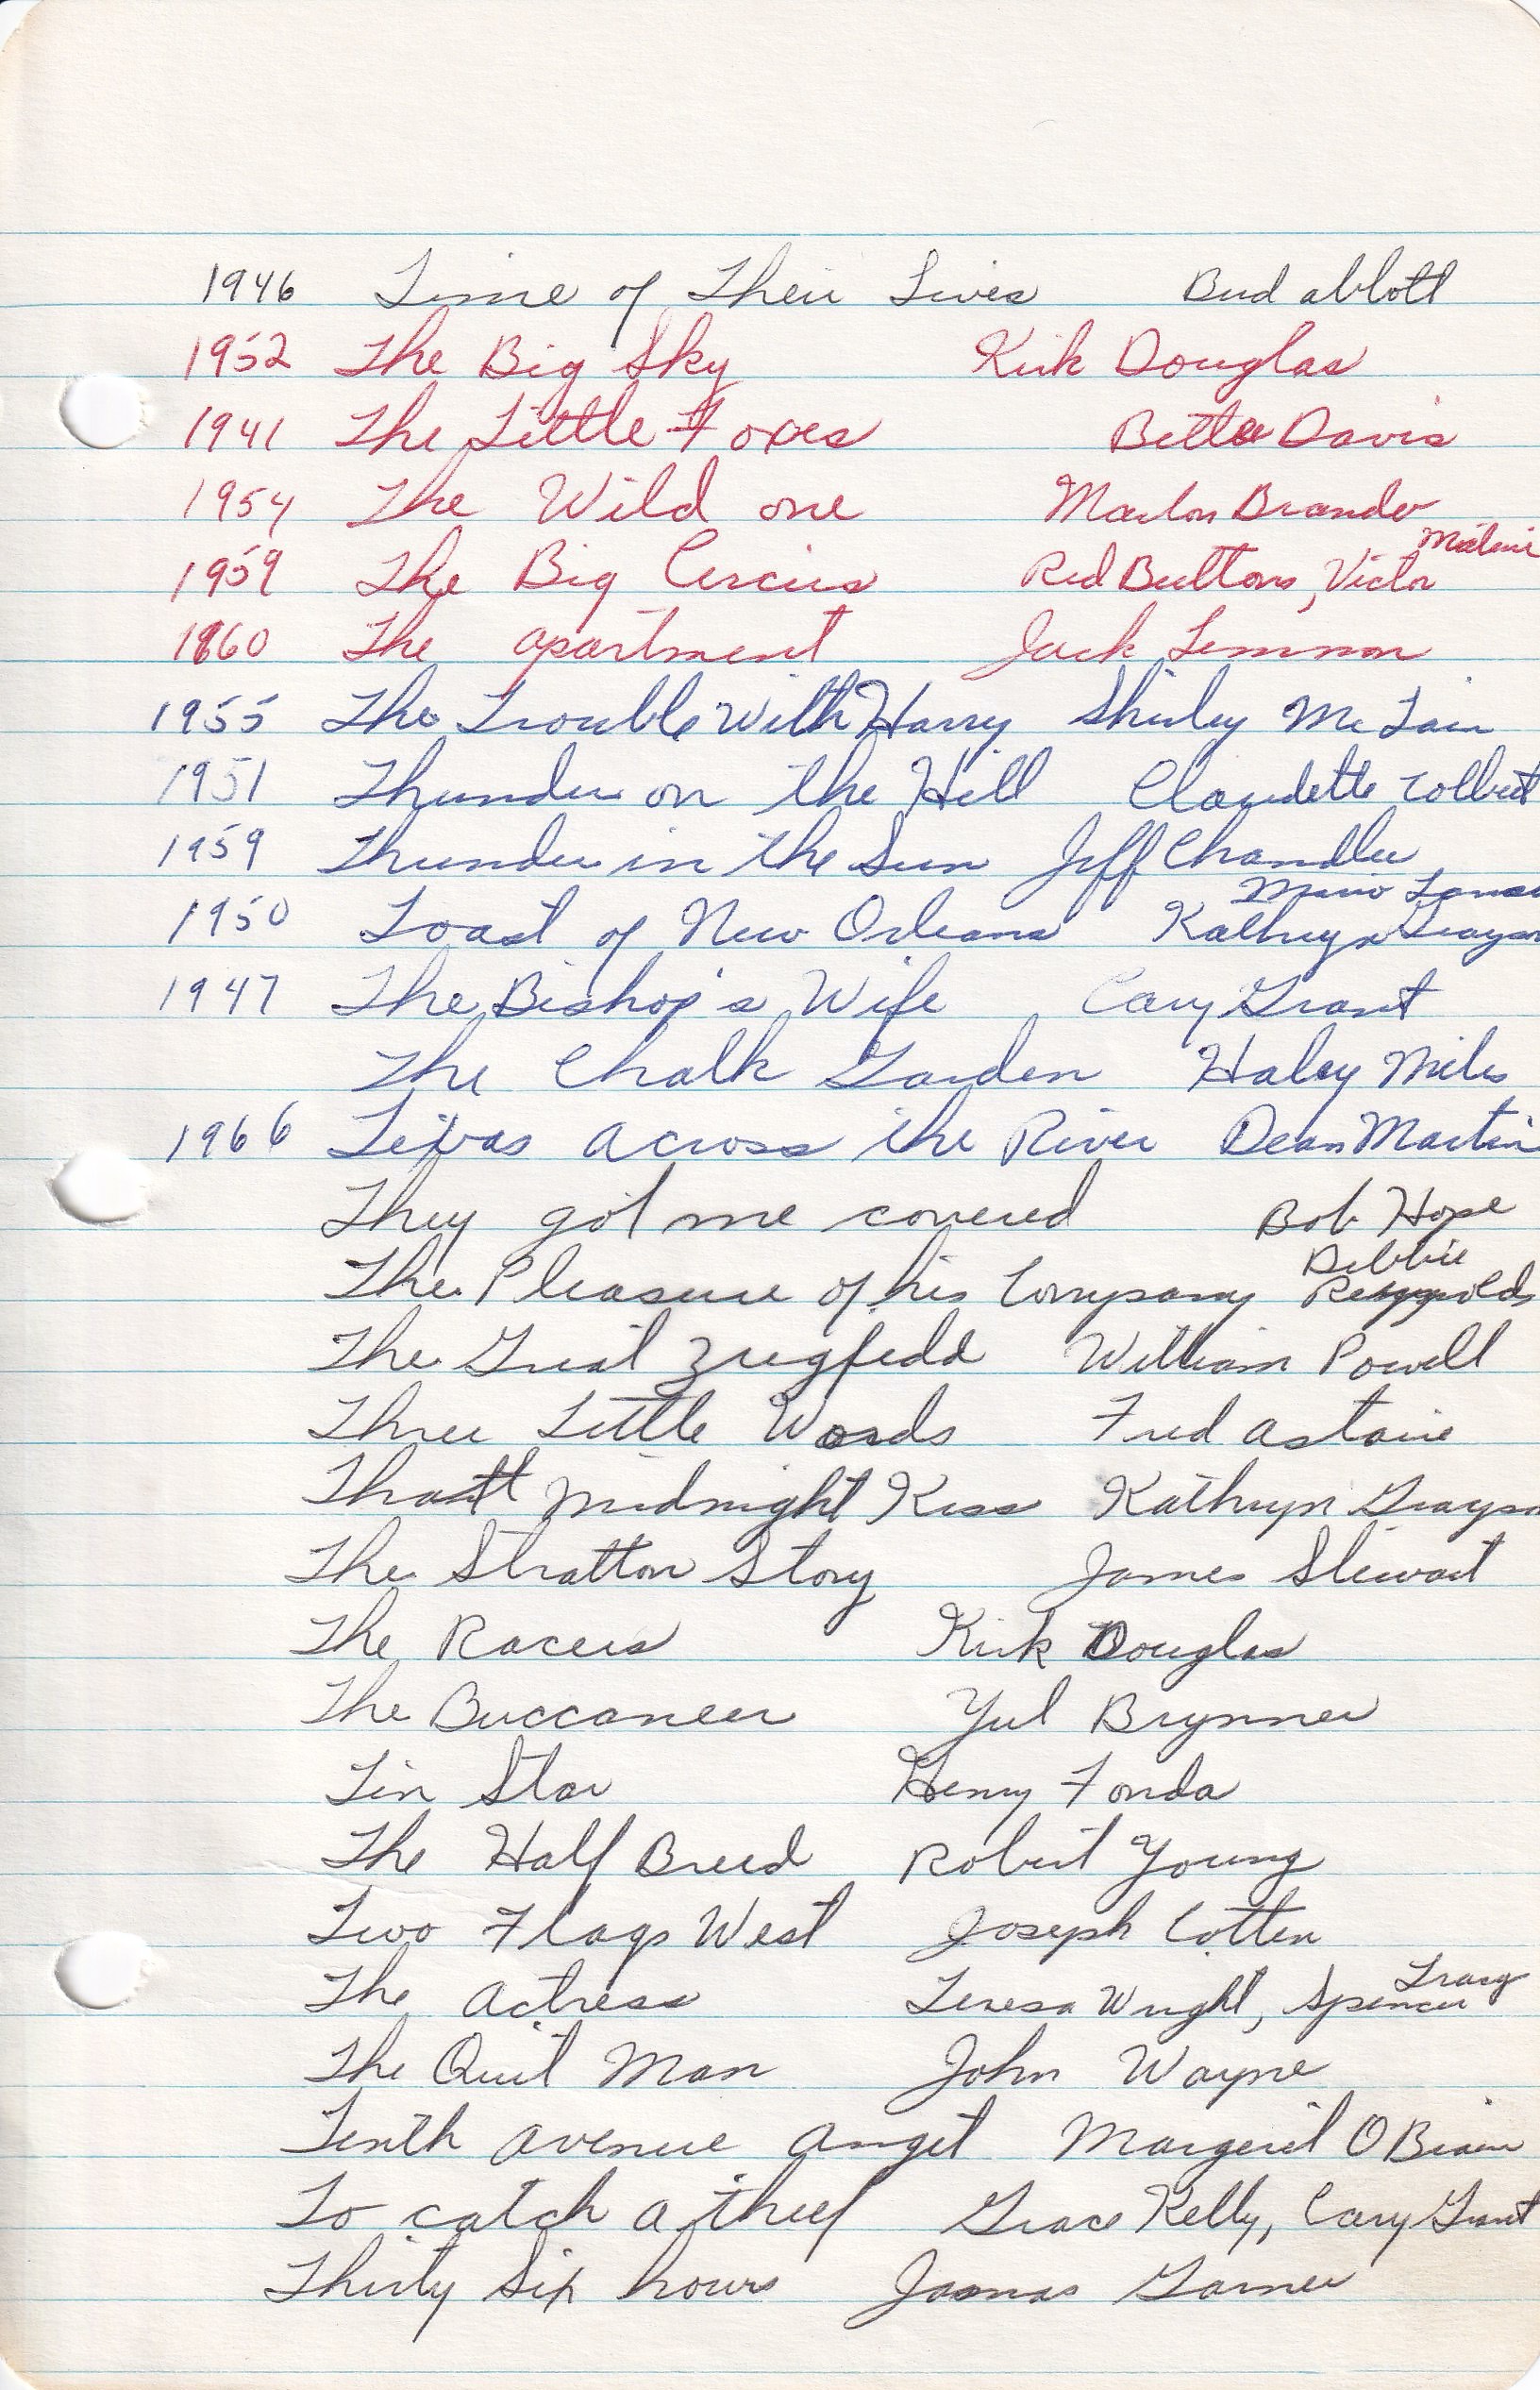 1946 Time of Their Lives Bud abbott
1952 The Big Sky Kirk Douglas
1941 The Little Foxes Bette Davis
1954 The Wild one Marlon Brando
1959 The Big Circus Red Buttons, Victor Mature
1960 The apartment Jack Lemmon
1955 The Trouble With Harry Shirley Mc Lain
1951 Thunder on the Hill Claudette Colbert
1959 Thunder in the Sun Jeff Chandler
Mario
1950 Toast of New Orleans Kathryn Grayson
1947 The Bishop's Wife Cary Grant
The Chalk Garden Haley Mills
1966 Texas across the River Dean Martin
They got me covered Bob Hope
Debbie
The Pleasure of his Company Reynolds
The Great William Powell
Three Little Words Fred astaire
That Midnight Kiss Kathryn Grayson
The Stratton Story James Stewart
The Racers Kirk Douglas
The Buccaneer Yul Brynner
Tin Star Henry Fonda
The Half Breed Robert Young
Two Flags West Joseph Cotten
The actress Teresa Wright, Spencer Tracy
The Quit Man John Wayne
Tenth avenue angel O Brian
To catch a thief Grace Kelly, Cary Grant
Thirty Six hours Garner